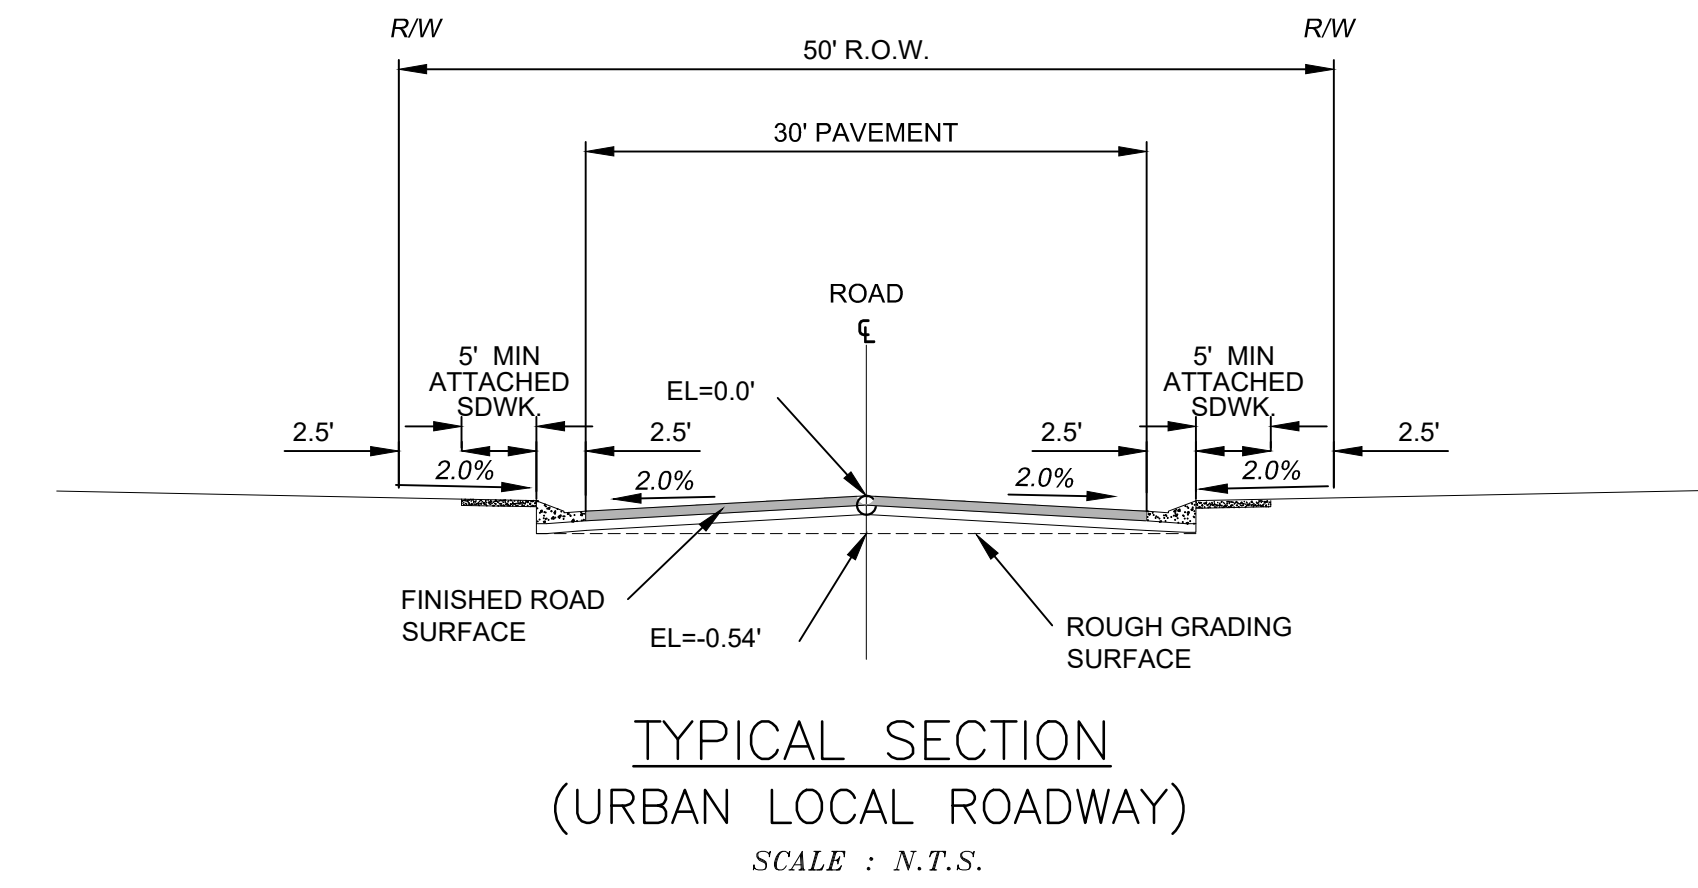 R/W
R/W
50' R.O.W.
30' PAVEMENT
ROAD
℄
5' MIN
ATTACHED
SDWK.
5' MIN
ATTACHED
SDWK.
EL=0.0'
2.5'
2.5'
2.5'
2.5'
2.0%
2.0%
2.0%
2.0%
FINISHED ROAD
SURFACE
EL=-0.54'
ROUGH GRADING
SURFACE
TYPICAL SECTION
(URBAN LOCAL ROADWAY)
SCALE : N.T.S.